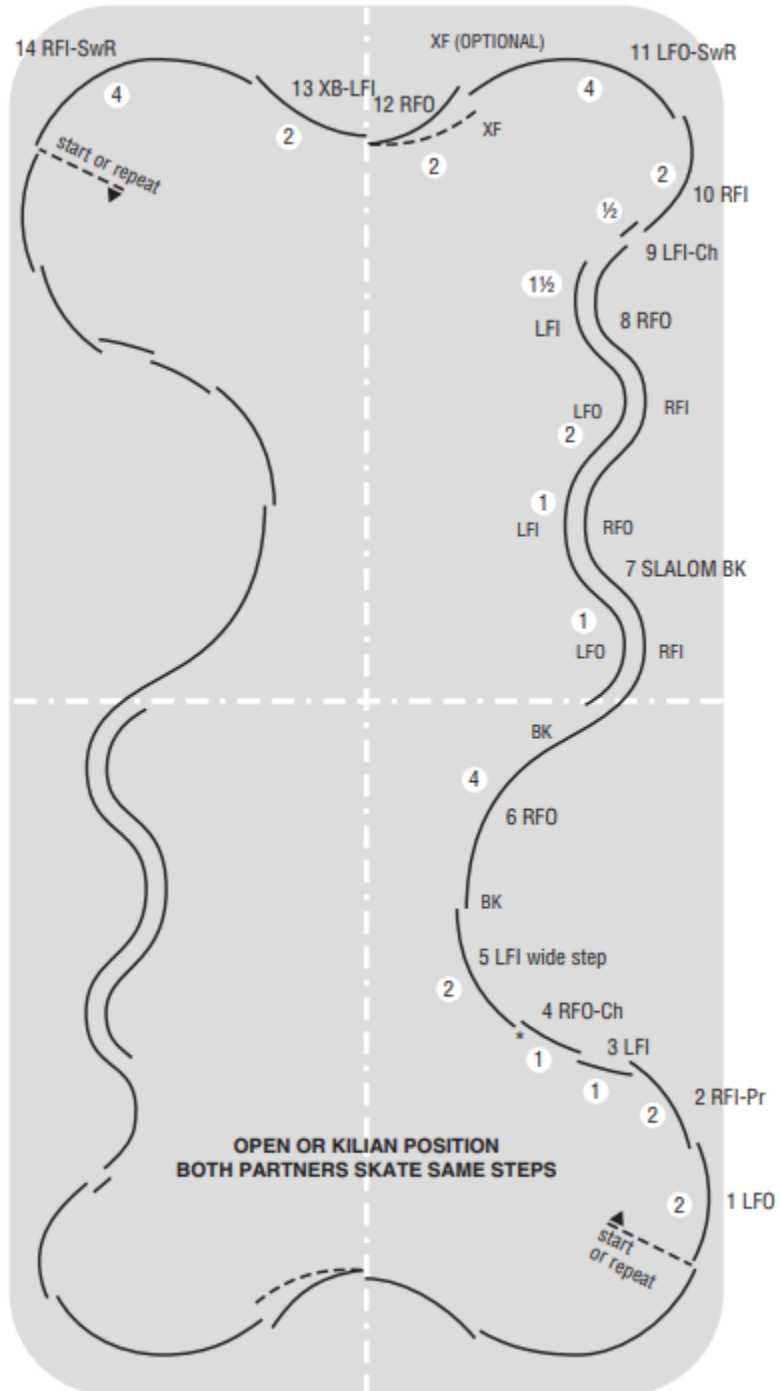 14 RFI-SwR
XF (OPTIONAL)
11 LFO-SwR
4
13 XB-LFI
12 RFO
4
2
XF
2
start or repeat
2
10 RFI
½
9 LFI-Ch
1½
LFI
8 RFO
LFO
RFI
2
1
LFI
RFO
7 SLALOM BK
1
LFO
RFI
BK
4
6 RFO
BK
5 LFI wide step
2
4 RFO-Ch
*
3 LFI
1
1
2 RFI-Pr
2
OPEN OR KILIAN POSITION
BOTH PARTNERS SKATE SAME STEPS
2
1 LFO
start
or repeat